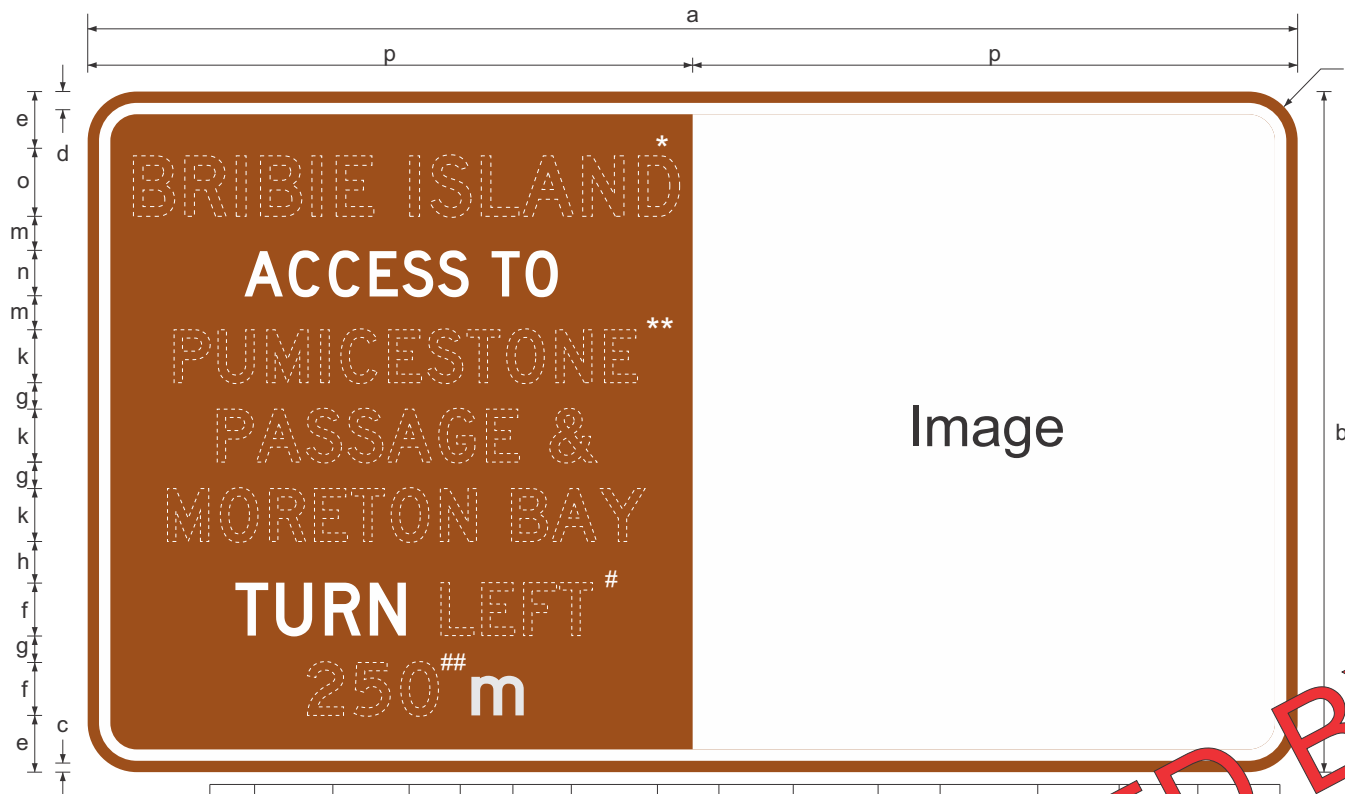 a
p p
e
d
o
*
BRIBIE ISLAND
m
n
ACCESS TO
m
k
**
PUMICESTONE
g
k
PASSAGE &
Image
b
g
k
MORETON BAY
h
f
TURN LEFT #
g
f
250 ## m
c
e